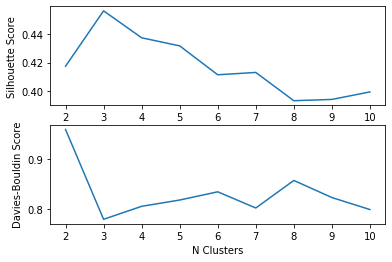 Silhouette Score
0.44
0.42
0.40
2 3 4 5 6 7 8 9 10
Davies-Bouldin Score
0.9
0.8
2 3 4 5 6 7 8 9 10
N Clusters